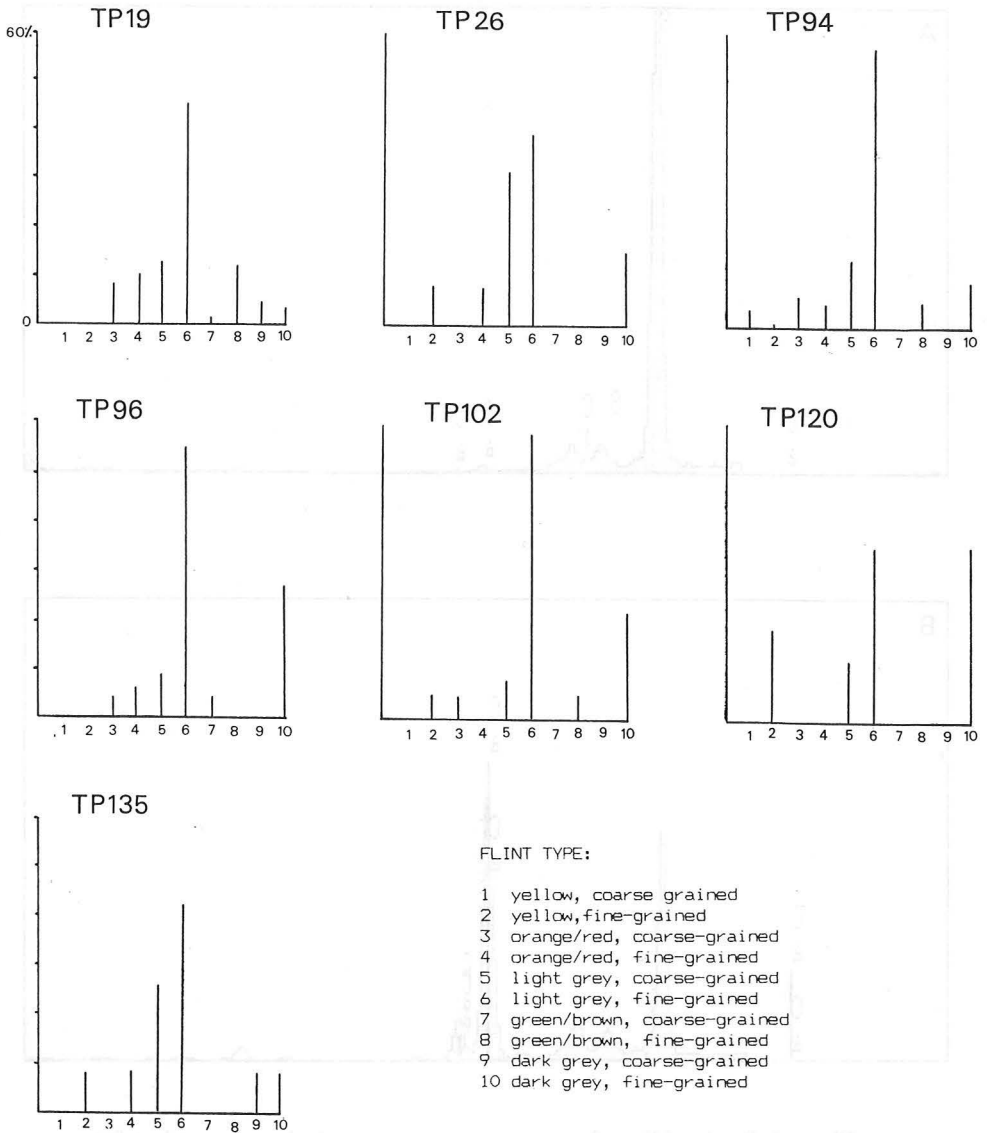 TP19
60%
0
1 2 3 4 5 6 7 8 9 10
TP26
1 2 3 4 5 6 7 8 9 10
TP94
1 2 3 4 5 6 7 8 9 10
TP96
1 2 3 4 5 6 7 8 9 10
TP102
1 2 3 4 5 6 7 8 9 10
TP120
1 2 3 4 5 6 7 8 9 10
TP135
1 2 3 4 5 6 7 8 9 10
FLINT TYPE:
1 yellow, coarse grained
2 yellow,fine-grained
3 orange/red, coarse-grained
4 orange/red, fine-grained
5 light grey, coarse-grained
6 light grey, fine-grained
7 green/brown, coarse-grained
8 green/brown, fine-grained
9 dark grey, coarse-grained
10 dark grey, fine-grained